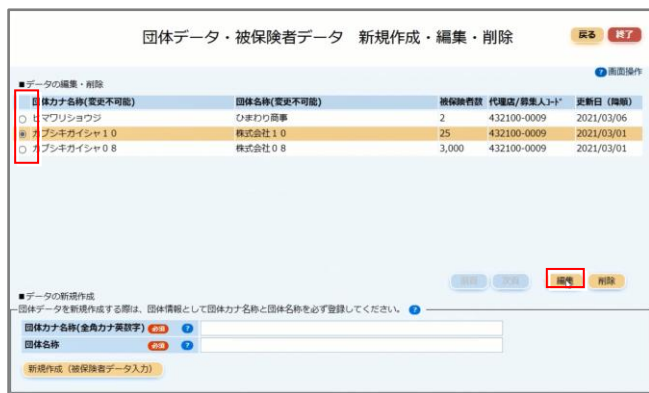 団体データ・被保険者データ 新規作成・編集・削除
戻る 終了
?画面操作
■データの編集・削除
団体カナ名称(変更不可能) 団体名称(変更不可能) 被保険者数 代理店/募集人コード 更新日(降順)
ヒマワリショウジ ひまわり商事 2 432100-0009 2021/03/06
カブシキガイシャ10 株式会社10 25 432100-0009 2021/03/01
カブシキガイシャ08 株式会社08 3,000 432100-0009 2021/03/01
編集 削除
■データの新規作成
団体データを新規作成する際は、団体情報として団体カナ名称と団体名称を必ず登録してください。 ?
団体カナ名称(全角カナ英数字) 必須 ?
団体名称 必須 ?
新規作成(被保険者データ入力)